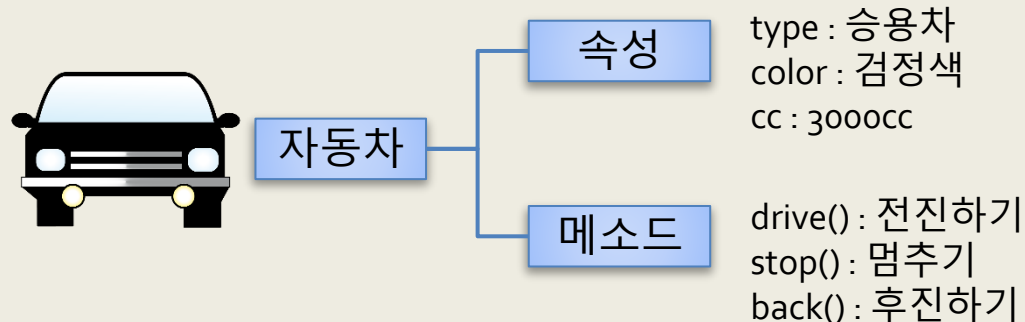 자동차
속성
type : 승용차
color : 검정색
cc : 3000cc
메소드
drive() : 전진하기
stop() : 멈추기
back() : 후진하기